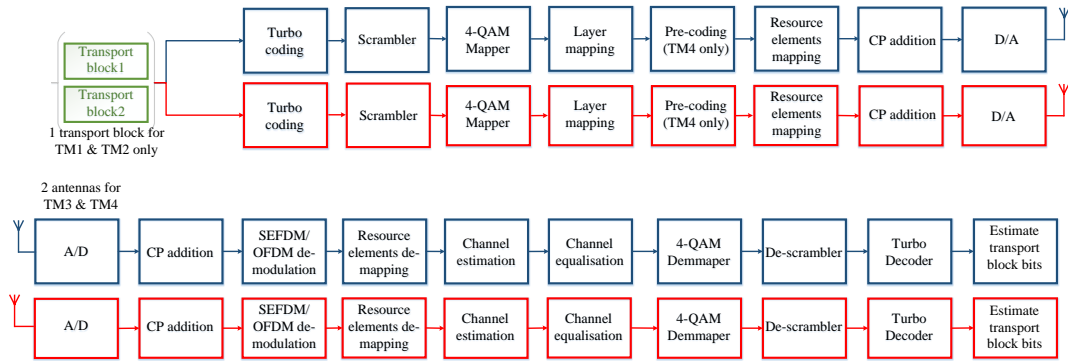 Transport
block1
Transport
block2
1 transport block for
TM1 & TM2 only
Turbo
coding
Scrambler
4-QAM
Mapper
Layer
mapping
Pre-coding
(TM4 only)
Resource
elements
mapping
CP addition
D/A
Turbo
coding
Scrambler
4-QAM
Mapper
Layer
mapping
Pre-coding
(TM4 only)
Resource
elements
mapping
CP addition
D/A
2 antennas for
TM3 & TM4
A/D
CP addition
SEFDM/
OFDM de-
modulation
Resource
elements de-
mapping
Channel
estimation
Channel
equalisation
4-QAM
Demmaper
De-scrambler
Turbo
Decoder
Estimate
transport
block bits
A/D
CP addition
SEFDM/
OFDM de-
modulation
Resource
elements de-
mapping
Channel
estimation
Channel
equalisation
4-QAM
Demmaper
De-scrambler
Turbo
Decoder
Estimate
transport
block bits